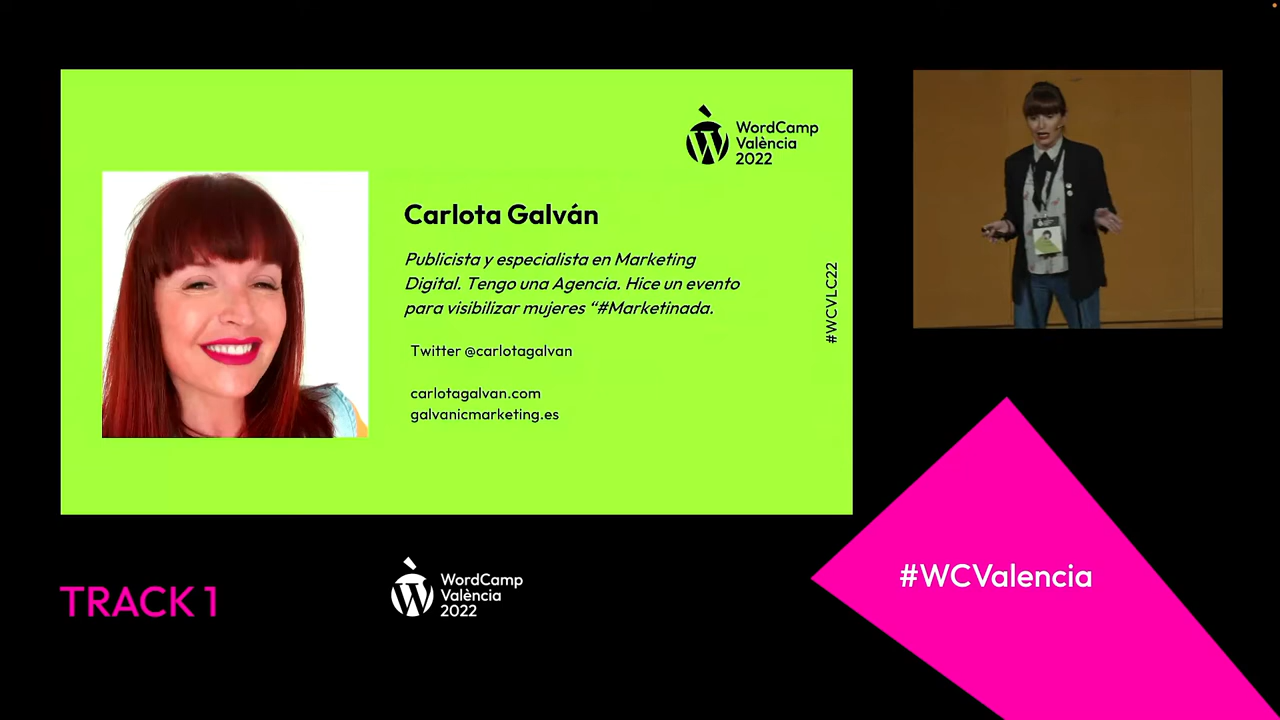 WordCamp
València
2022
Carlota Galván
Publicista y especialista en Marketing
Digital. Tengo una Agencia. Hice un evento
para visibilizar mujeres “#Marketinada.
Twitter @carlotagalvan
carlotagalvan.com
galvanicmarketing.es
#WCVLC22
TRACK 1
WordCamp
València
2022
#WCValencia